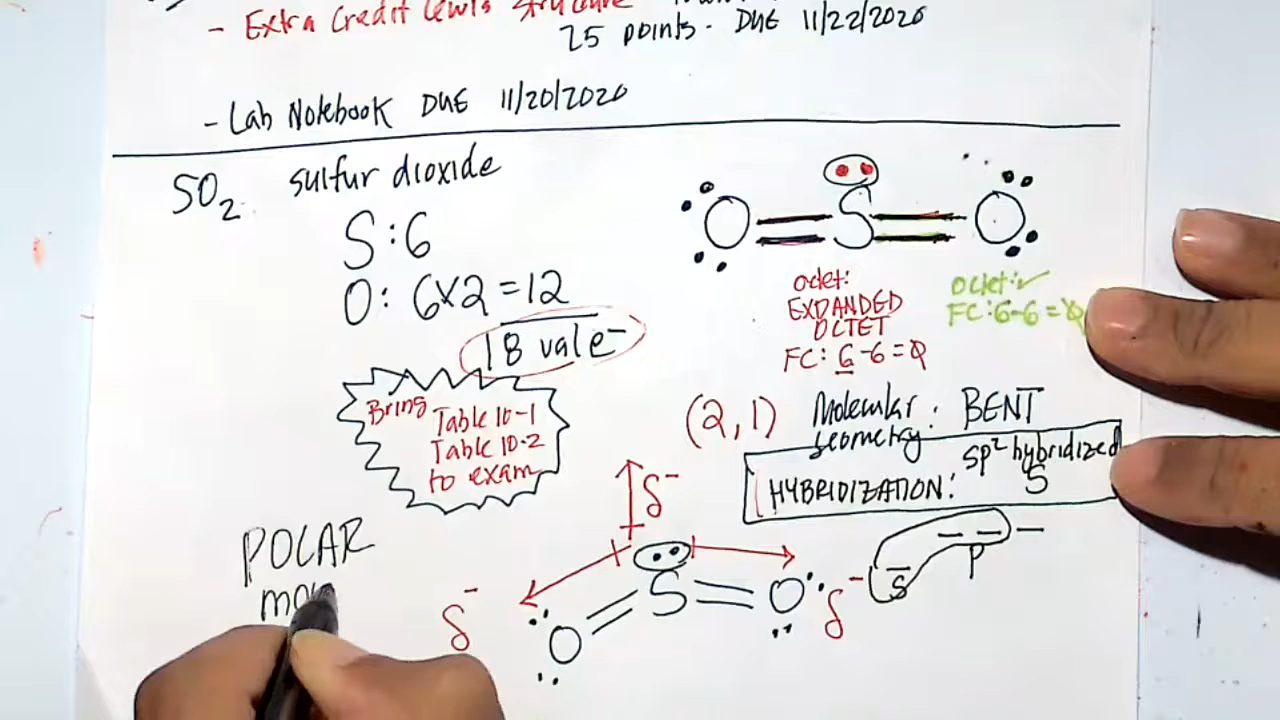 - Extra Credit Lewis Structure
25 points - DUE 11/22/2020
- Lab Notebook DUE 11/20/2020
SO2 sulfur dioxide
S:6
O: 6x2 = 12
18 val e-
O = S = O
octet:
EXPANDED
OCTET
FC: 6-6=0
Octet: ✓
FC: 6-6=0
Bring
Table 10-1
Table 10-2
to exam
(2,1) Molecular geometry: BENT
HYBRIDIZATION: sp2 hybridized S
δ-
S P
POLAR
δ- O = S = O δ-